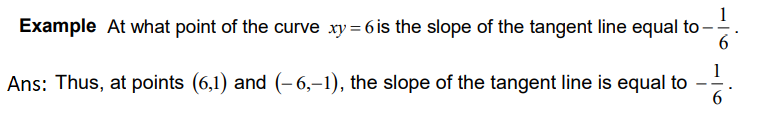 Example At what point of the curve xy = 6 is the slope of the tangent line equal to −1/6.
Ans: Thus, at points (6,1) and (−6,−1), the slope of the tangent line is equal to −1/6.